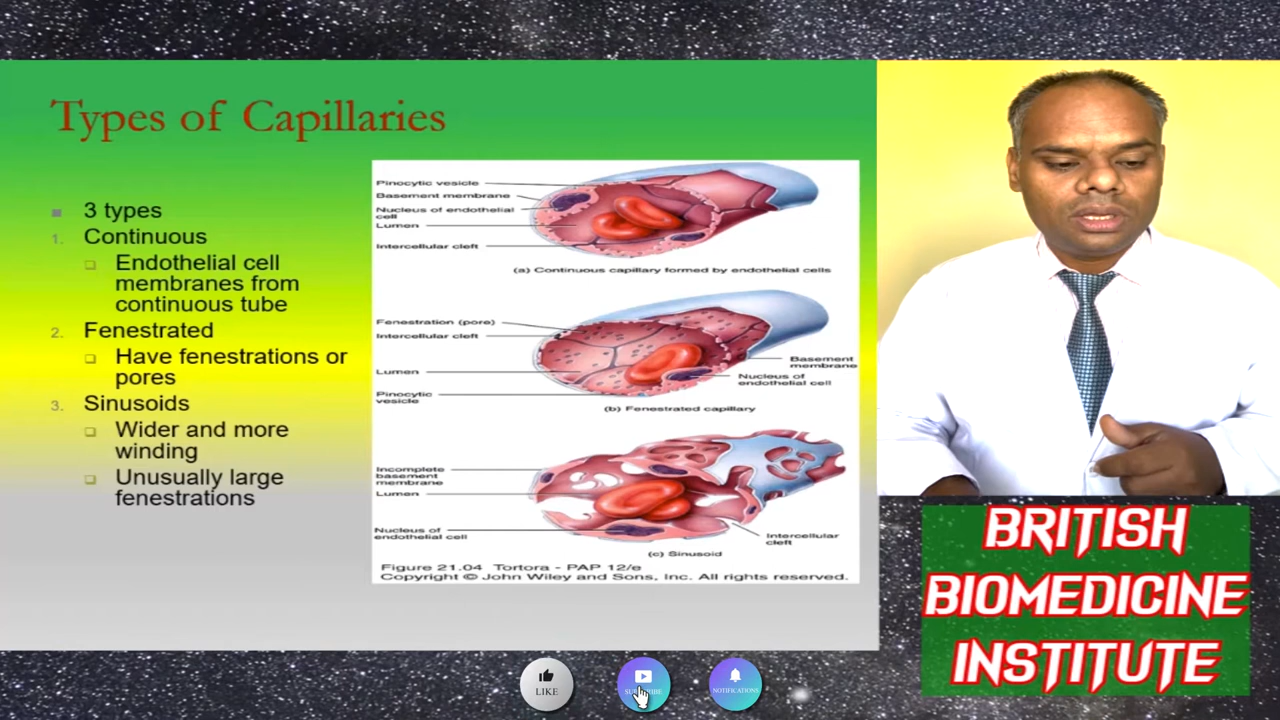 Types of Capillaries
3 types
1. Continuous
Endothelial cell
membranes from
continuous tube
2. Fenestrated
Have fenestrations or
pores
3. Sinusoids
Wider and more
winding
Unusually large
fenestrations
Pinocytic vesicle
Basement membrane
Nucleus of endothelial
cell
Lumen
Intercellular cleft
(a) Continuous capillary formed by endothelial cells
Fenestration (pore)
Intercellular cleft
Lumen
Pinocytic
vesicle
Basement
membrane
Nucleus of
endothelial cell
(b) Fenestrated capillary
Incomplete
basement
membrane
Lumen
Nucleus of
endothelial cell
Intercellular
cleft
(c) Sinusoid
Figure 21.04 Tortora - PAP 12/e
Copyright © John Wiley and Sons, Inc. All rights reserved.
BRITISH
BIOMEDICINE
INSTITUTE
LIKE
NOTIFICATIONS